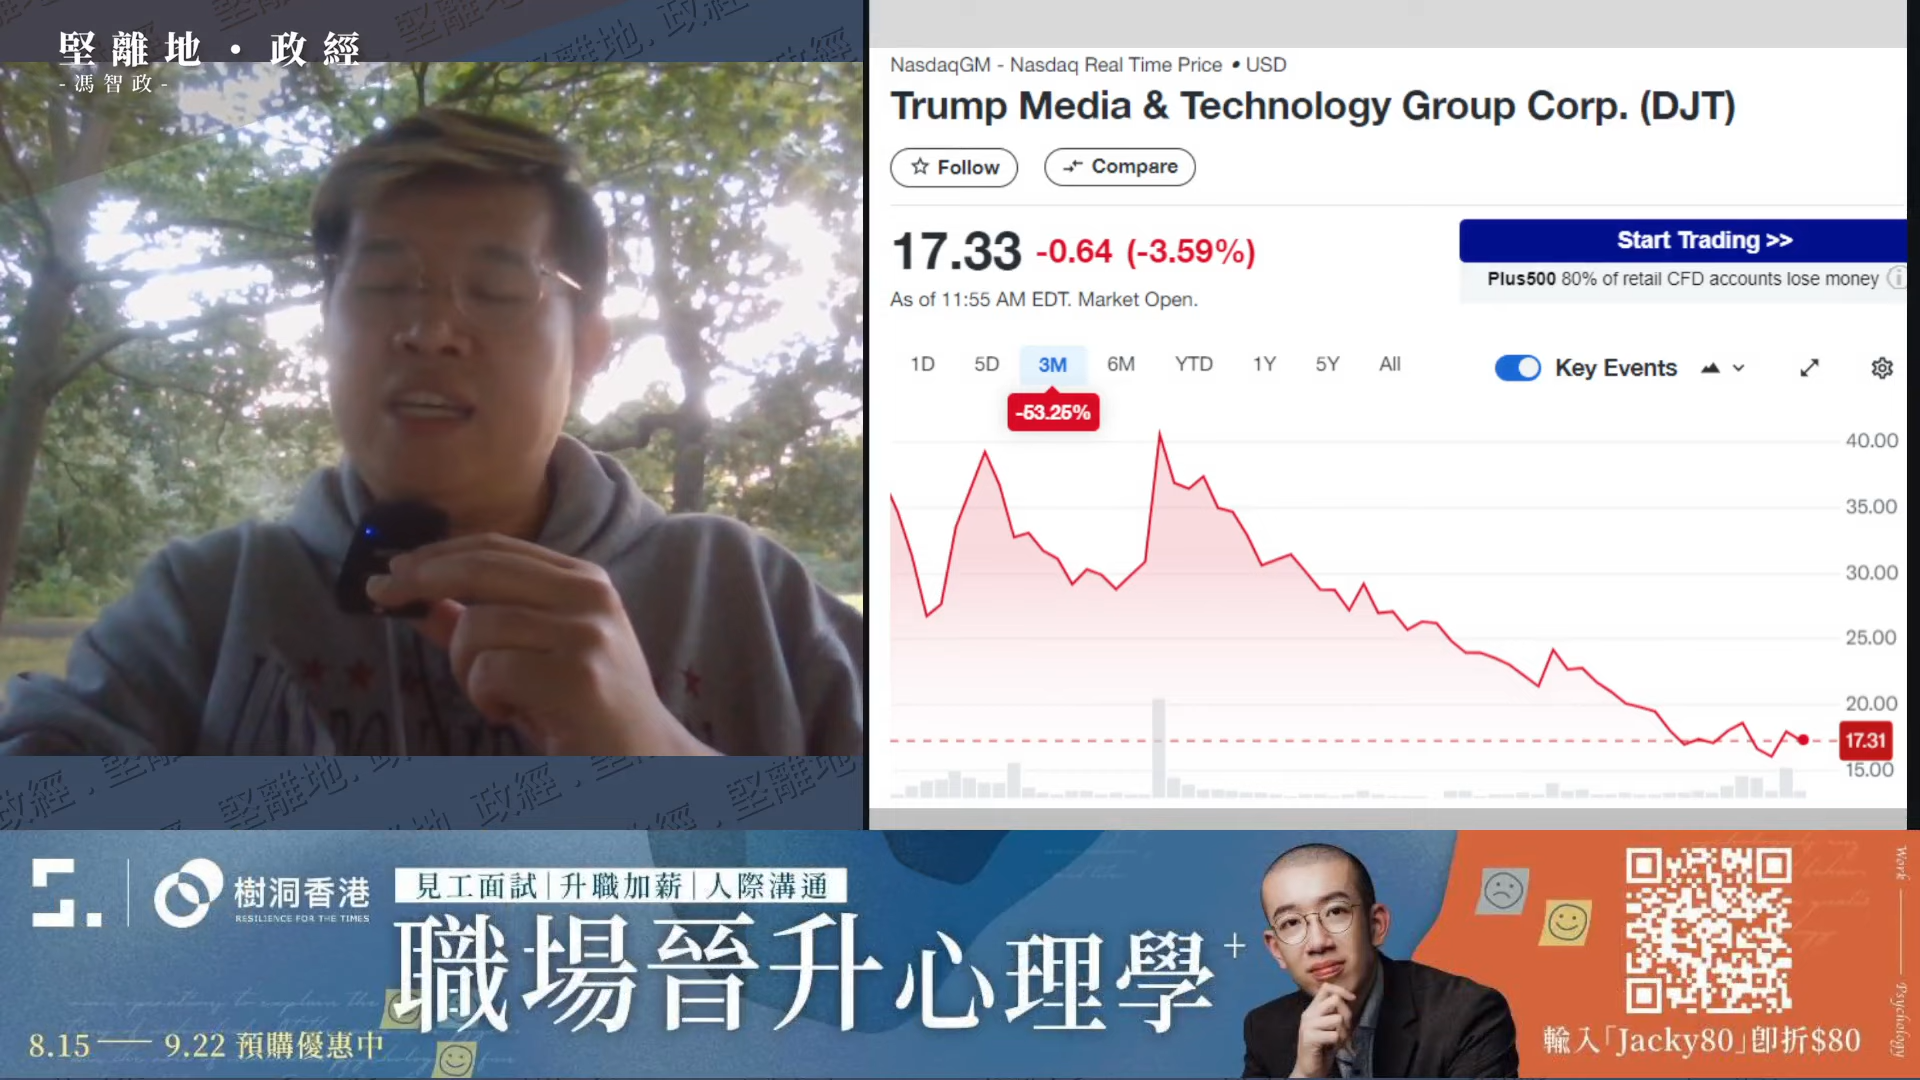 堅離地・政經
-馮智政-
NasdaqGM - Nasdaq Real Time Price • USD
Trump Media & Technology Group Corp. (DJT)
Follow
Compare
17.33 -0.64 (-3.59%)
As of 11:55 AM EDT. Market Open.
Start Trading >>
Plus500 80% of retail CFD accounts lose money
1D 5D 3M 6M YTD 1Y 5Y All
-53.25%
Key Events
40.00
35.00
30.00
25.00
20.00
17.31
15.00
樹洞香港
RESILIENCE FOR THE TIMES
見工面試|升職加薪|人際溝通
職場晉升心理學+
8.15 — 9.22 預購優惠中
輸入「Jacky80」即折$80
Work — Psychology